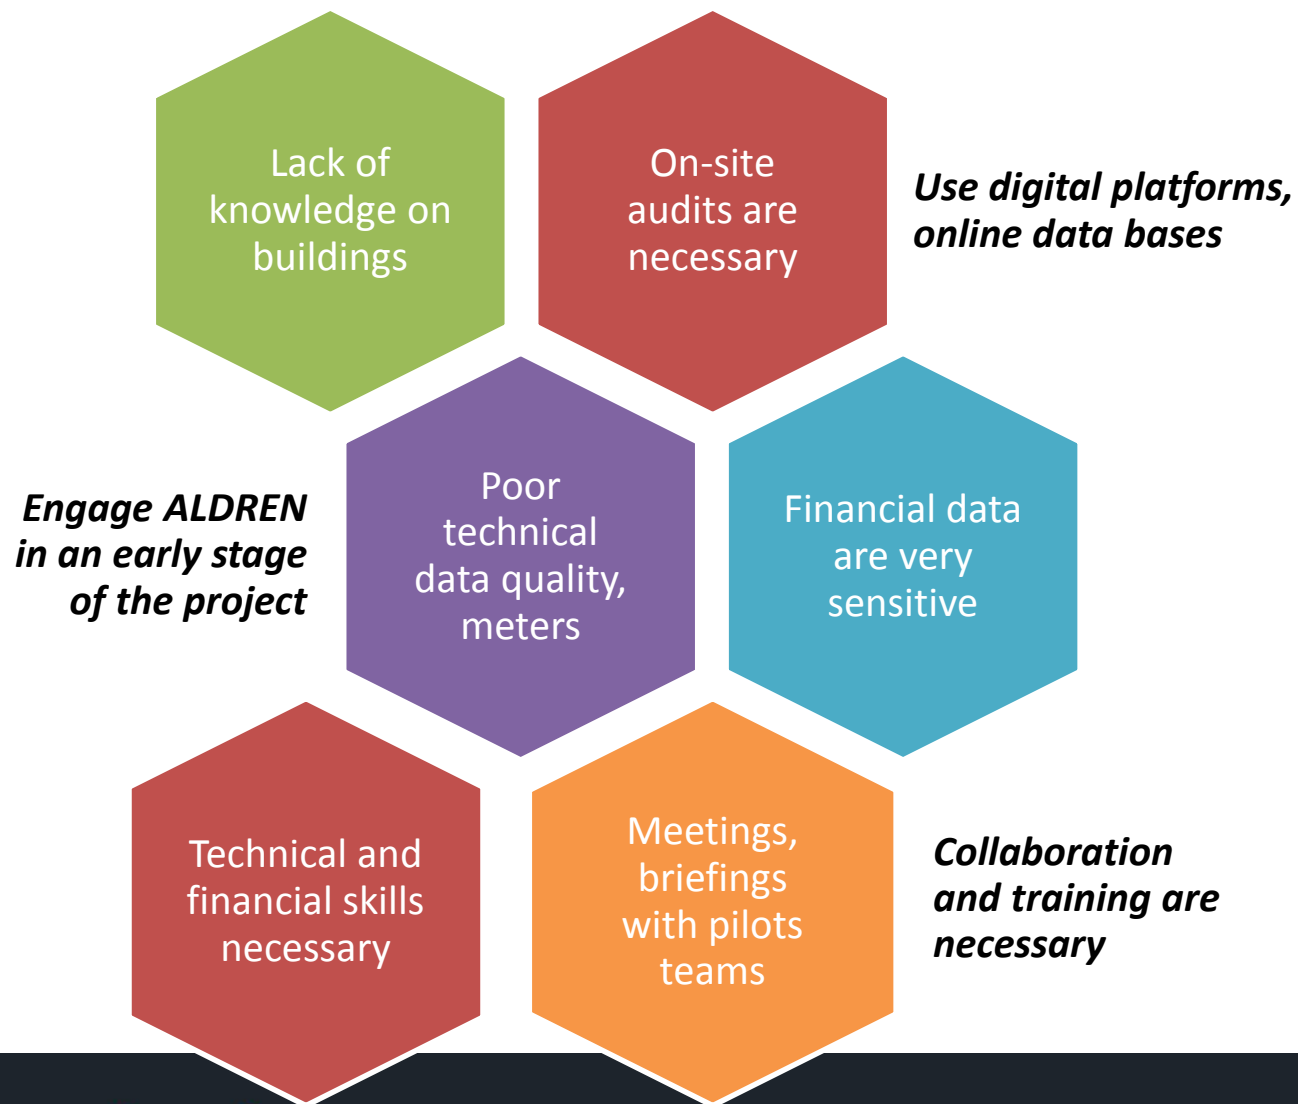 Lack of
knowledge on
buildings
On-site
audits are
necessary
Use digital platforms,
online data bases
Engage ALDREN
in an early stage
of the project
Poor
technical
data quality,
meters
Financial data
are very
sensitive
Technical and
financial skills
necessary
Meetings,
briefings
with pilots
teams
Collaboration
and training are
necessary